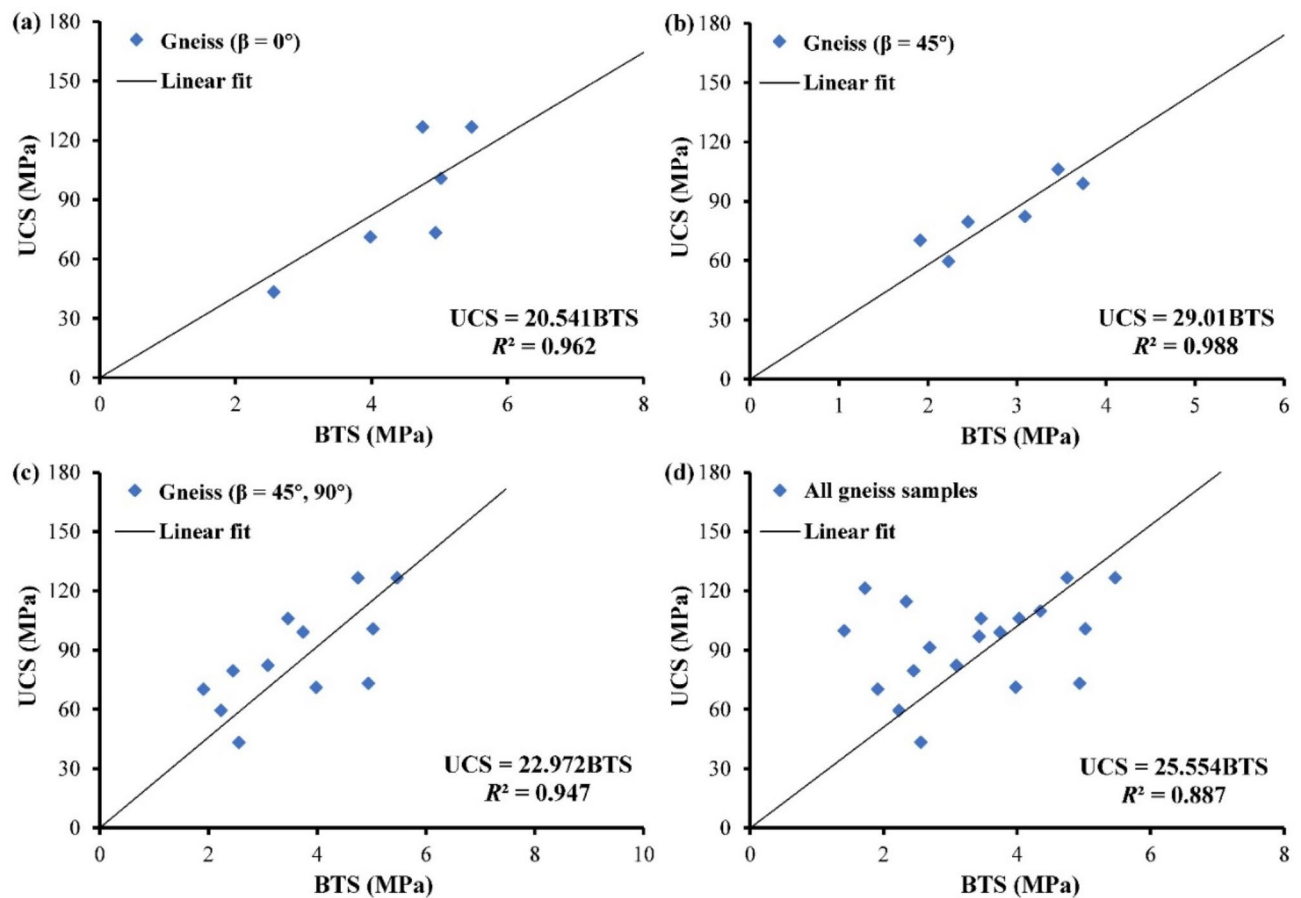 (a)
Gneiss (β = 0°)
Linear fit
UCS = 20.541BTS
R² = 0.962
UCS (MPa)
180
150
120
90
60
30
0
0 2 4 6 8
BTS (MPa)
(b)
Gneiss (β = 45°)
Linear fit
UCS = 29.01BTS
R² = 0.988
UCS (MPa)
180
150
120
90
60
30
0
0 1 2 3 4 5 6
BTS (MPa)
(c)
Gneiss (β = 45°, 90°)
Linear fit
UCS = 22.972BTS
R² = 0.947
UCS (MPa)
180
150
120
90
60
30
0
0 2 4 6 8 10
BTS (MPa)
(d)
All gneiss samples
Linear fit
UCS = 25.554BTS
R² = 0.887
UCS (MPa)
180
150
120
90
60
30
0
0 2 4 6 8
BTS (MPa)